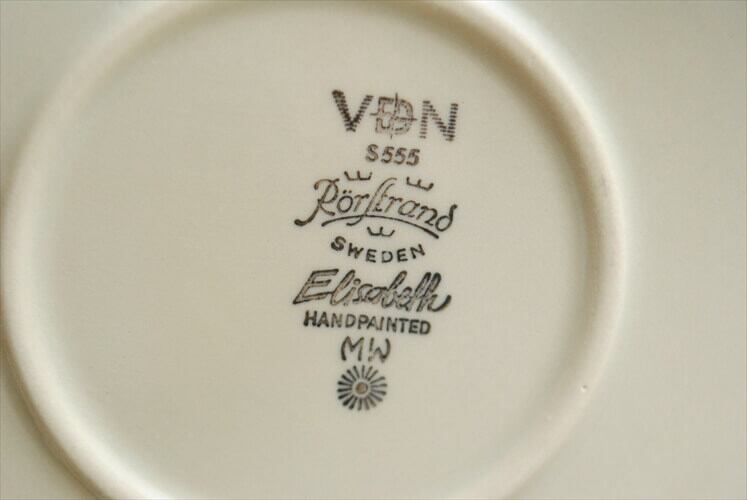 VDN
S555
Rörstrand
SWEDEN
Elisabeth
HANDPAINTED
MW